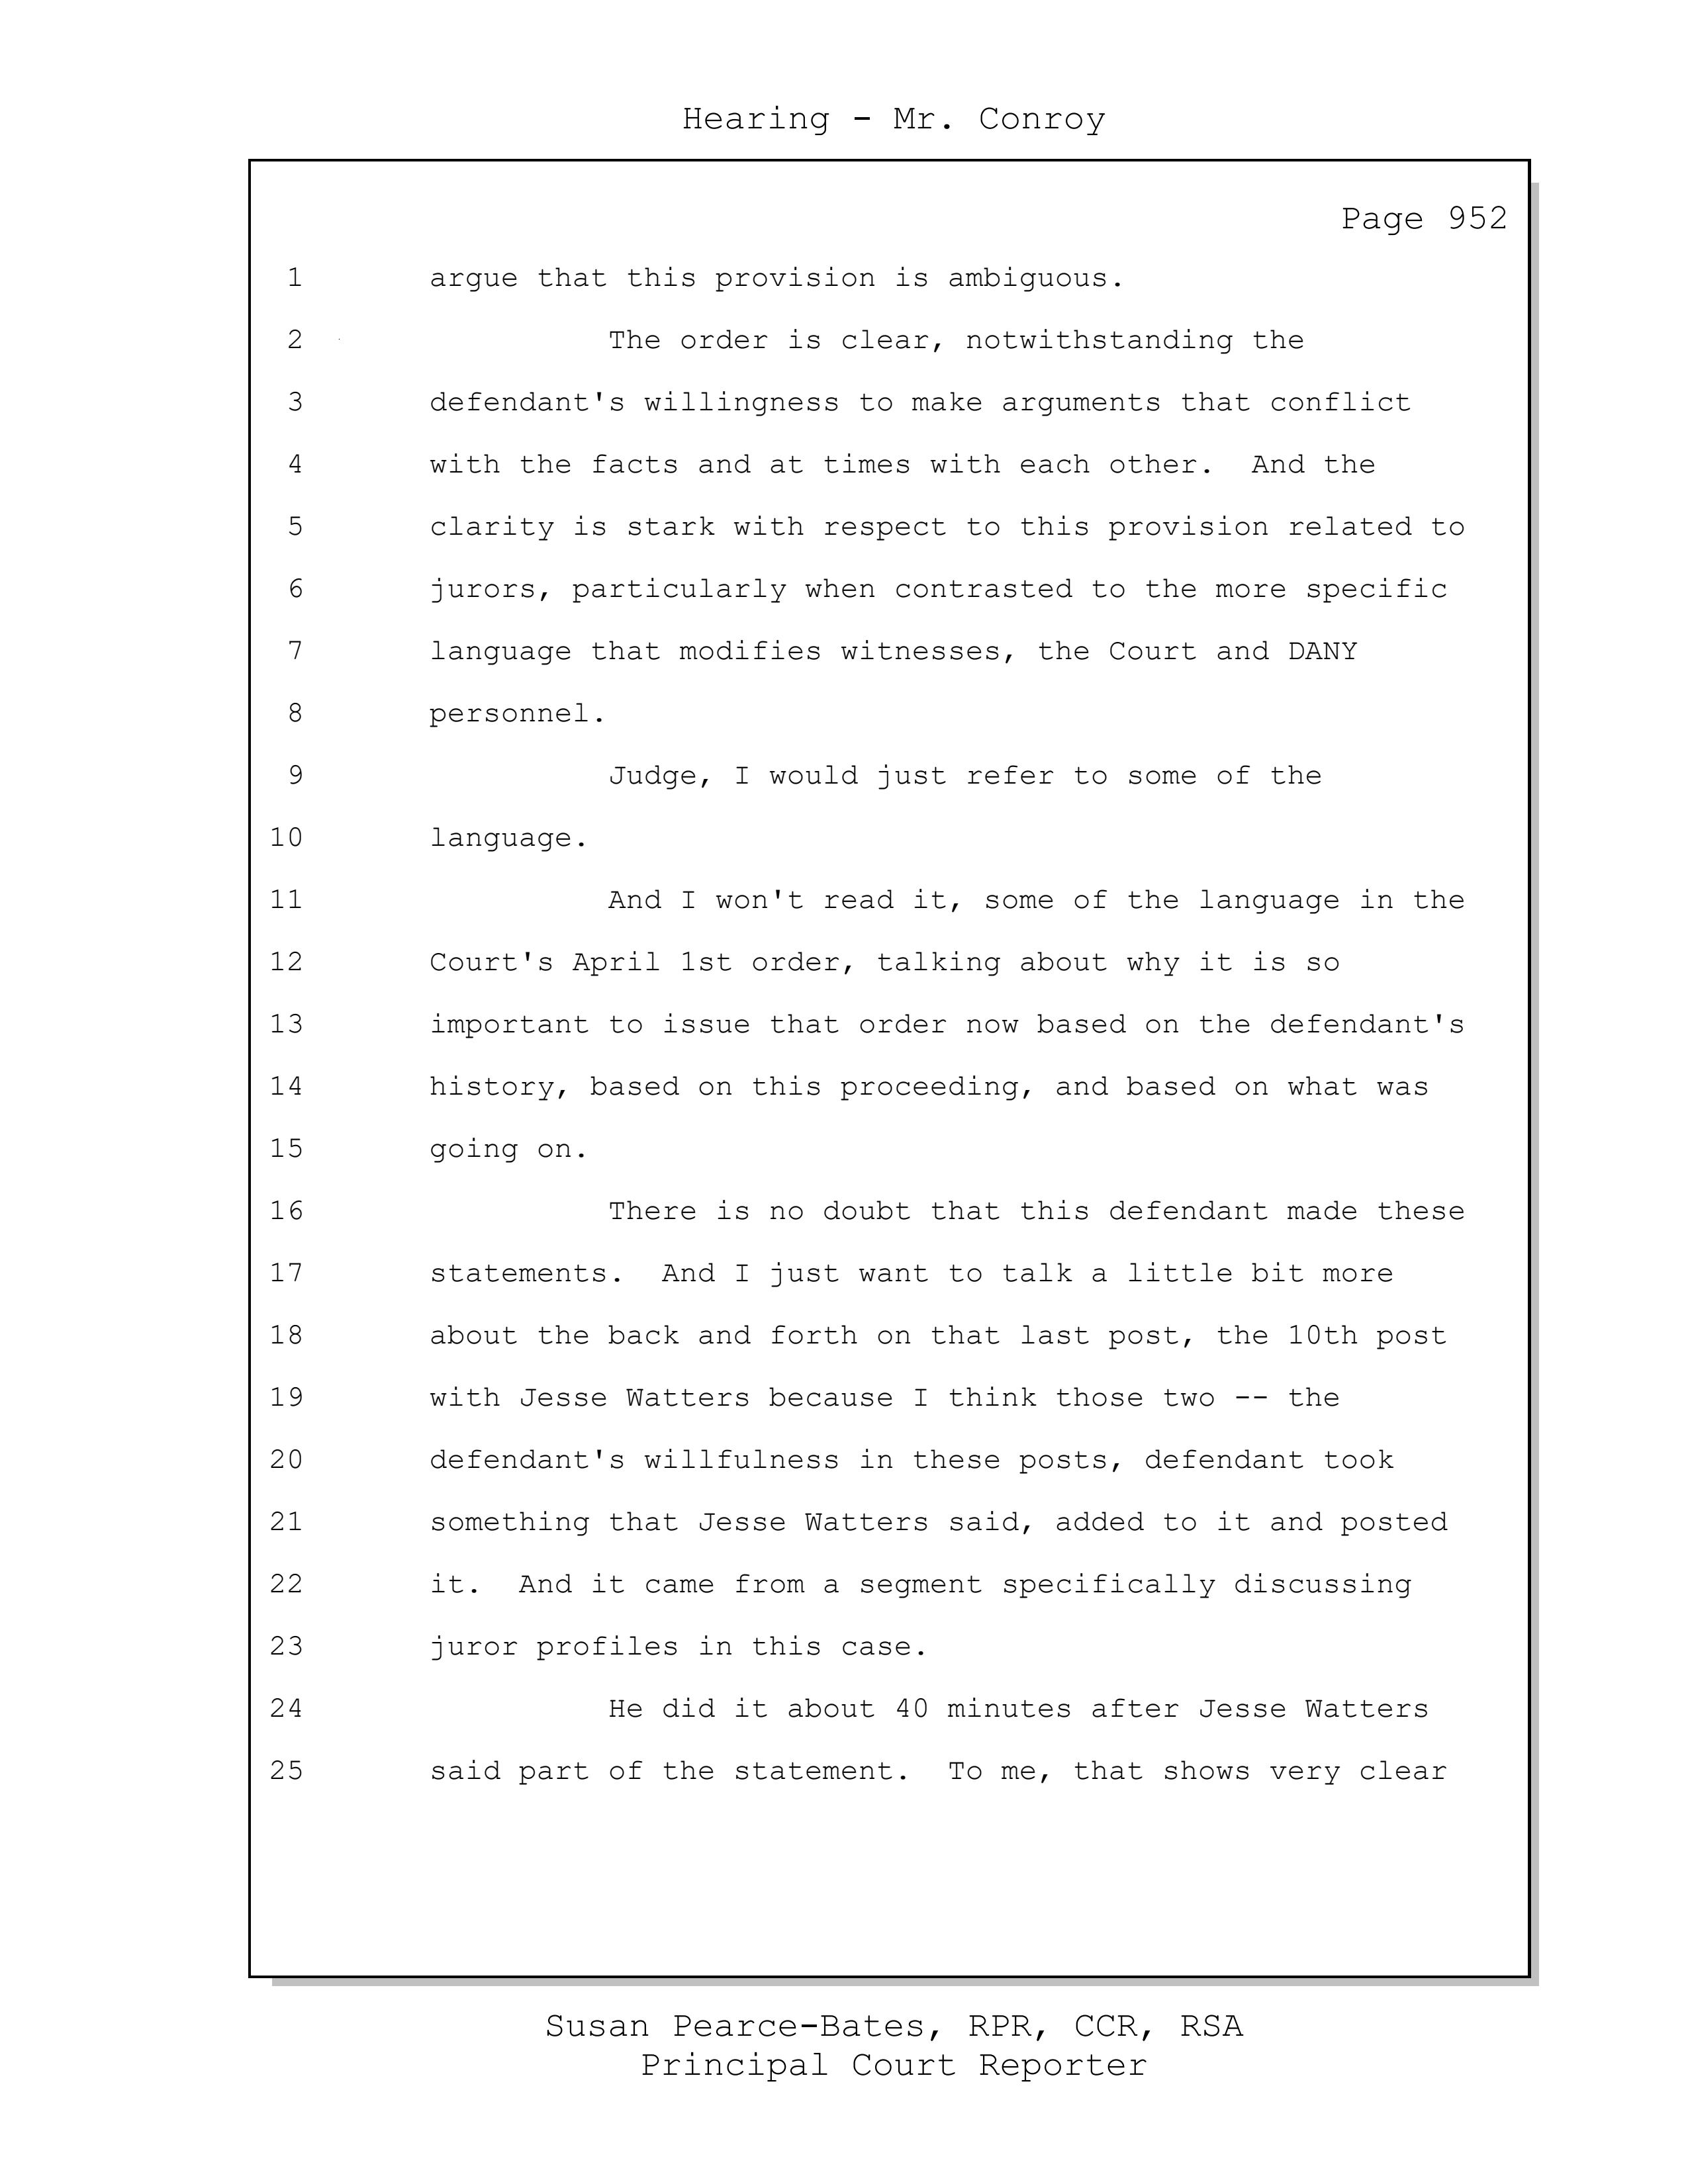 Hearing - Mr. Conroy
Page 952
1 argue that this provision is ambiguous.
2 The order is clear, notwithstanding the
3 defendant's willingness to make arguments that conflict
4 with the facts and at times with each other. And the
5 clarity is stark with respect to this provision related to
6 jurors, particularly when contrasted to the more specific
7 language that modifies witnesses, the Court and DANY
8 personnel.
9 Judge, I would just refer to some of the
10 language.
11 And I won't read it, some of the language in the
12 Court's April 1st order, talking about why it is so
13 important to issue that order now based on the defendant's
14 history, based on this proceeding, and based on what was
15 going on.
16 There is no doubt that this defendant made these
17 statements. And I just want to talk a little bit more
18 about the back and forth on that last post, the 10th post
19 with Jesse Watters because I think those two -- the
20 defendant's willfulness in these posts, defendant took
21 something that Jesse Watters said, added to it and posted
22 it. And it came from a segment specifically discussing
23 juror profiles in this case.
24 He did it about 40 minutes after Jesse Watters
25 said part of the statement. To me, that shows very clear
Susan Pearce-Bates, RPR, CCR, RSA
Principal Court Reporter